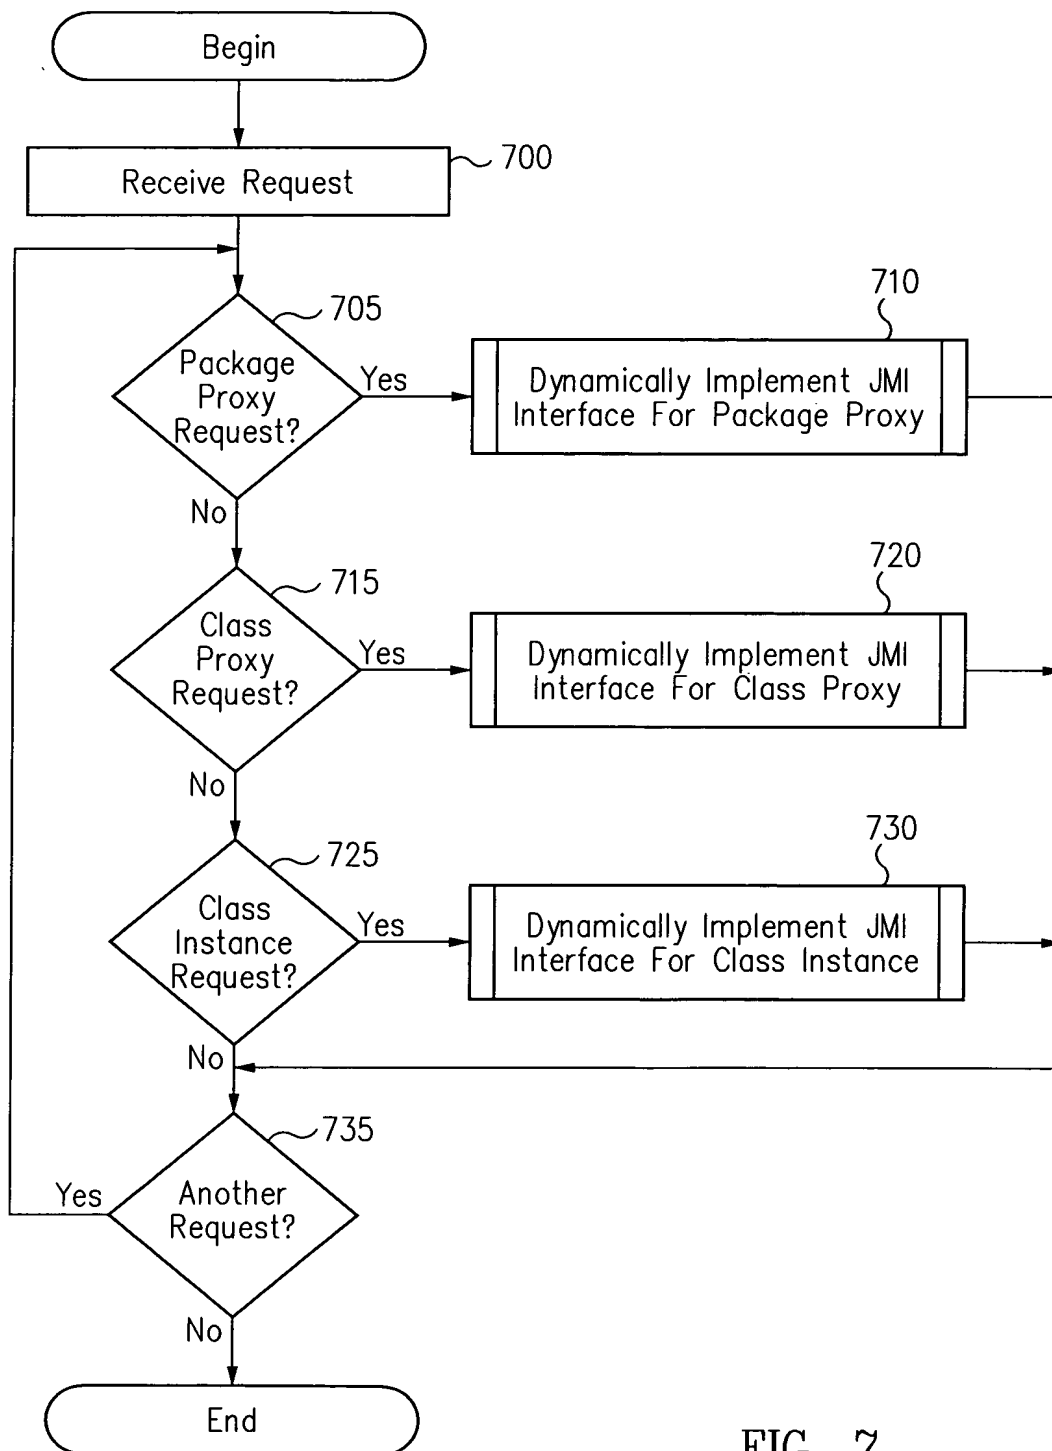 Begin
700
Receive Request
705
710
Package
Proxy
Request?
Yes
Dynamically Implement JMI
Interface For Package Proxy
No
715
720
Class
Proxy
Request?
Yes
Dynamically Implement JMI
Interface For Class Proxy
No
725
730
Class
Instance
Request?
Yes
Dynamically Implement JMI
Interface For Class Instance
No
735
Another
Request?
Yes
No
End
FIG. 7